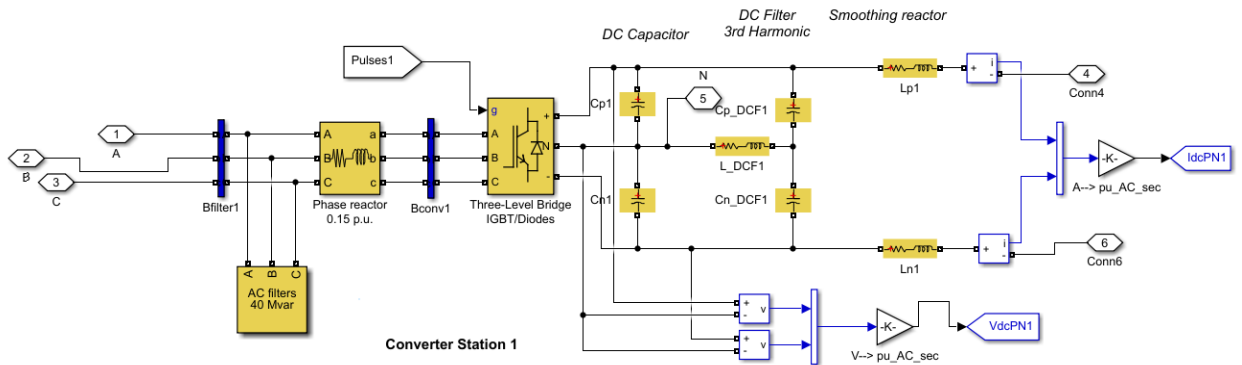 DC Capacitor
DC Filter
3rd Harmonic
Smoothing reactor
Pulses1
g
+
N
-
A
B
C
Three-Level Bridge
IGBT/Diodes
1
A
2
B
3
C
Bfilter1
A
B
C
a
b
c
Phase reactor
0.15 p.u.
Bconv1
A
B
C
AC filters
40 Mvar
Cp1
N
5
Cp_DCF1
L_DCF1
Cn1
Cn_DCF1
Lp1
+
i
-
4
Conn4
Ln1
+
i
-
6
Conn6
-K-
A--> pu_AC_sec
IdcPN1
+
-
v
+
-
v
-K-
V--> pu_AC_sec
VdcPN1
Converter Station 1